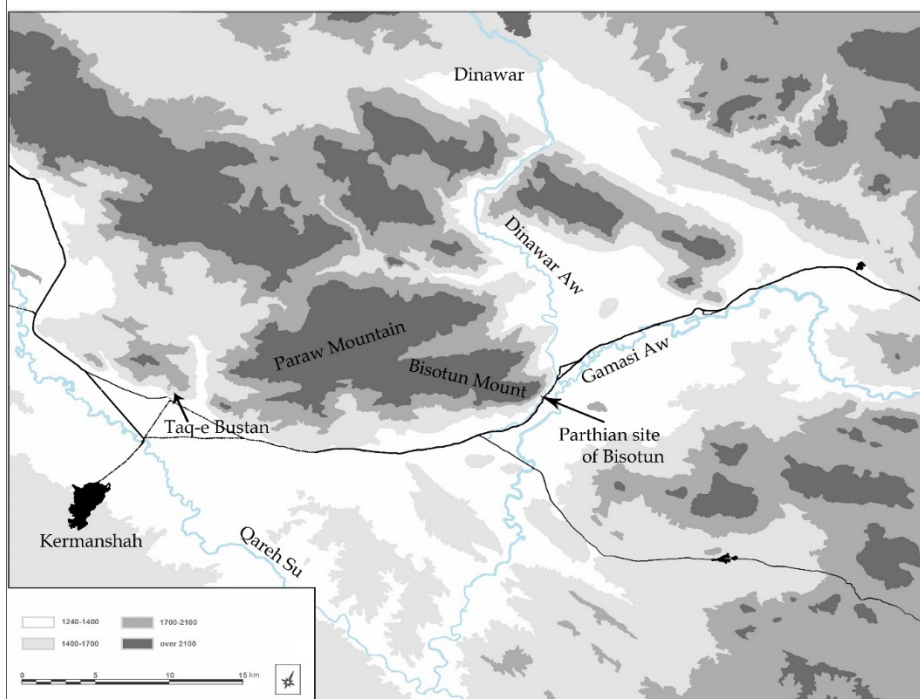 Dinawar
Dinawar Aw
Paraw Mountain
Bisotun Mount
Gamasi Aw
Taq-e Bustan
Parthian site
of Bisotun
Kermanshah
Qareh Su
1240-1400
1700-2100
1400-1700
over 2100
0
5
10
15 km